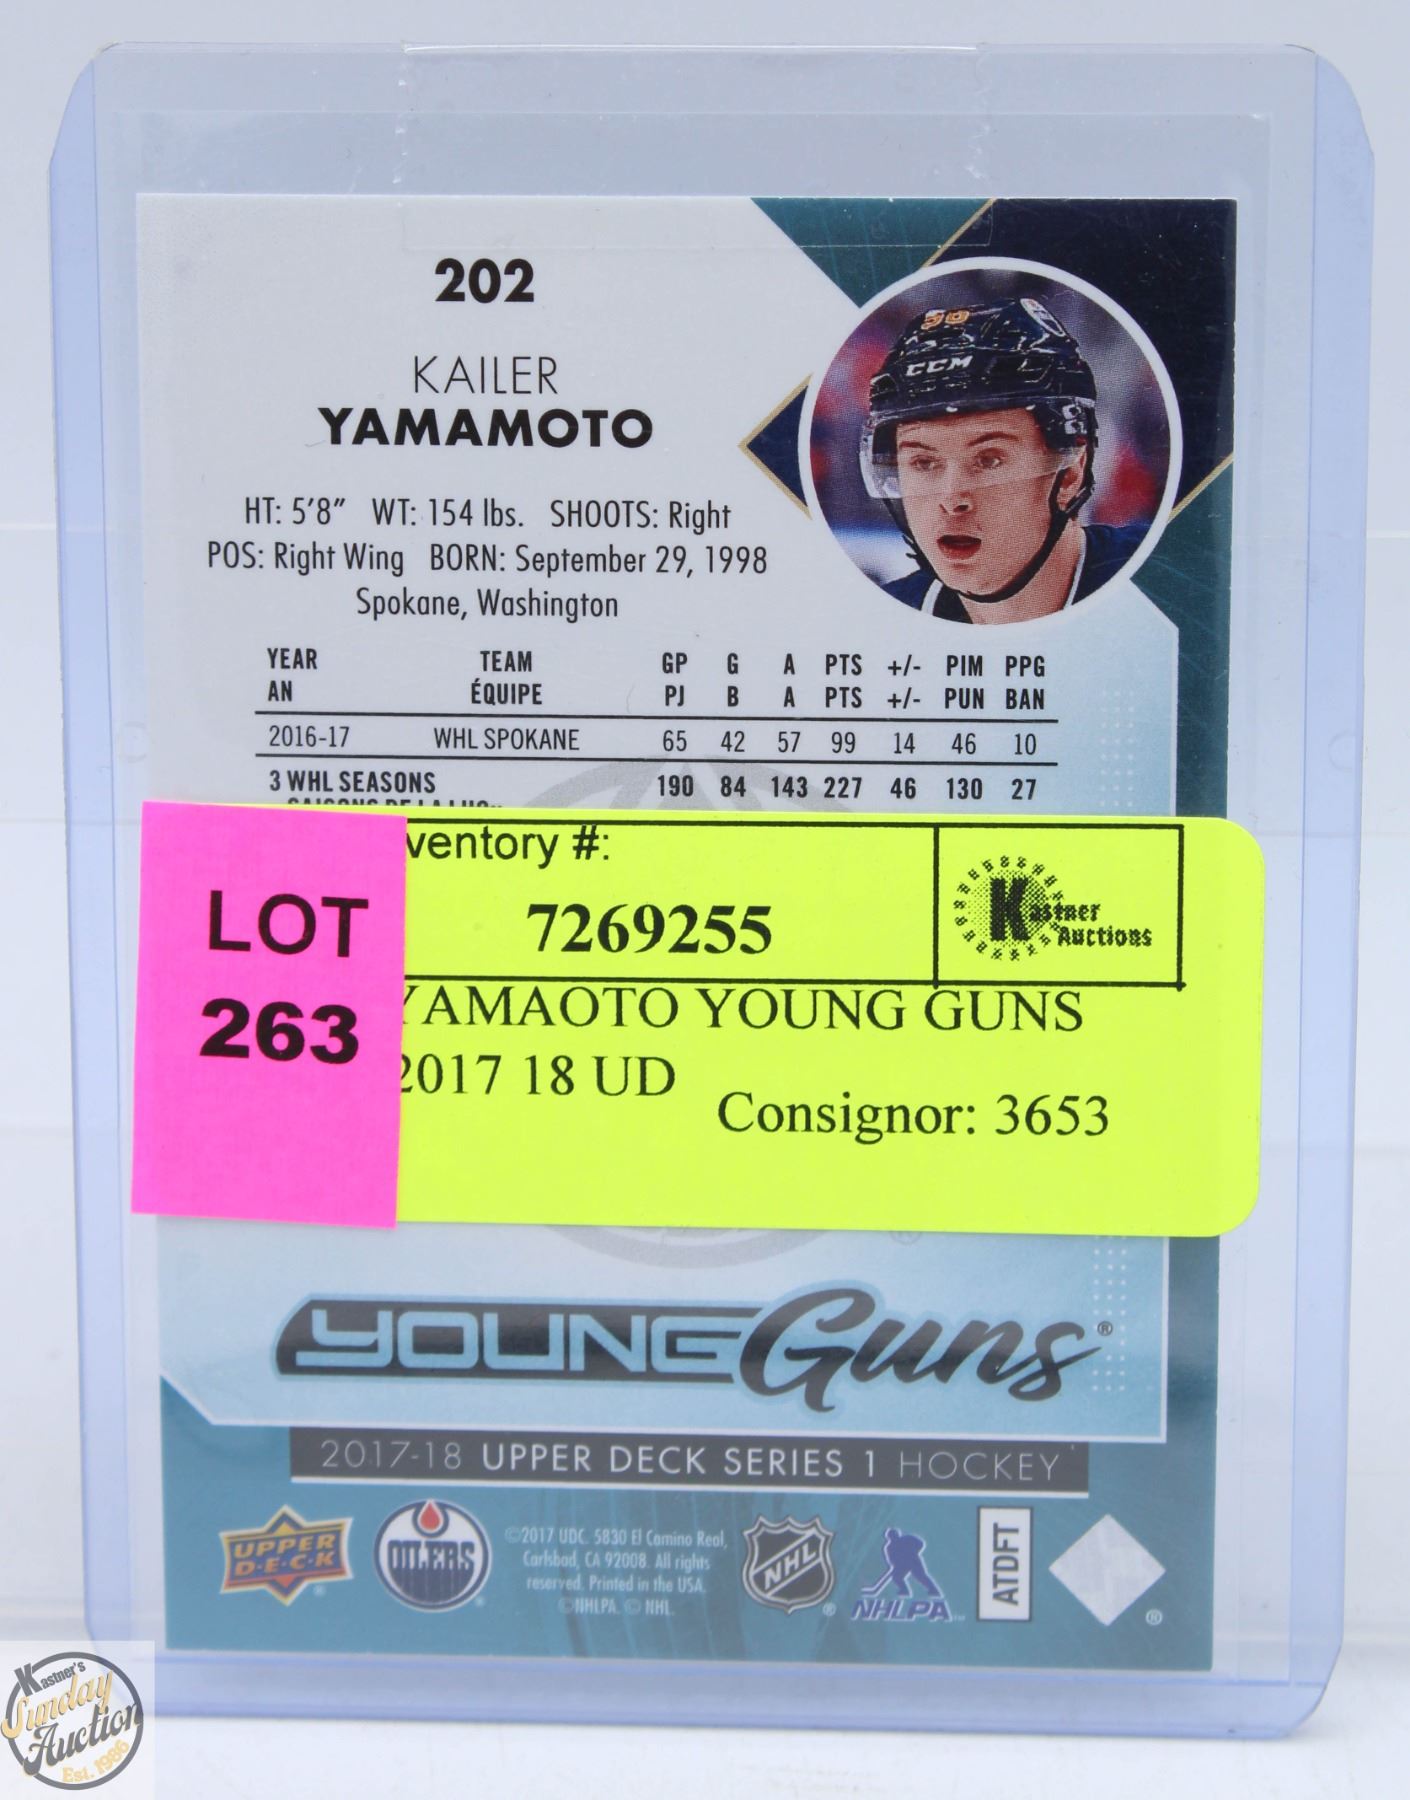 202
KAILER
YAMAMOTO
HT: 5'8" WT: 154 lbs. SHOOTS: Right
POS: Right Wing BORN: September 29, 1998
Spokane, Washington
YEAR TEAM GP G A PTS +/- PIM PPG
AN ÉQUIPE PJ B A PTS +/- PUN BAN
2016-17 WHL SPOKANE 65 42 57 99 14 46 10
3 WHL SEASONS 190 84 143 227 46 130 27
CCM
LOT
263
ventory #:
7269255
Kastner
Auctions
YAMAOTO YOUNG GUNS
2017 18 UD
Consignor: 3653
YOUNG Guns®
2017-18 UPPER DECK SERIES 1 HOCKEY
UPPER
D·E·C·K
®
OILERS
©2017 UDC. 5830 El Camino Real,
Carlsbad, CA 92008. All rights
reserved. Printed in the USA.
©NHLPA. © NHL.
NHL
®
NHLPA™
ATDFT
®
Kastner's
Sunday
Auction
Est. 1986